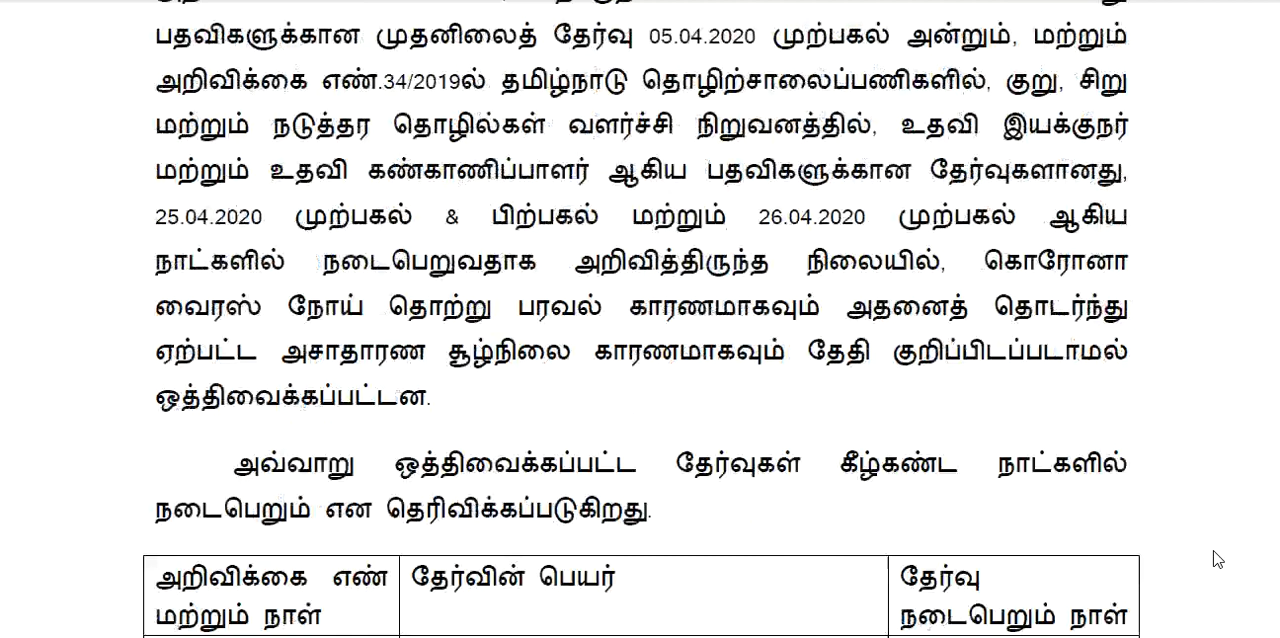 பதவிகளுக்கான முதனிலைத் தேர்வு 05.04.2020 முற்பகல் அன்றும், மற்றும்
அறிவிக்கை எண்.34/2019ல் தமிழ்நாடு தொழிற்சாலைப்பணிகளில், குறு, சிறு
மற்றும் நடுத்தர தொழில்கள் வளர்ச்சி நிறுவனத்தில், உதவி இயக்குநர்
மற்றும் உதவி கண்காணிப்பாளர் ஆகிய பதவிகளுக்கான தேர்வுகளானது,
25.04.2020 முற்பகல் & பிற்பகல் மற்றும் 26.04.2020 முற்பகல் ஆகிய
நாட்களில் நடைபெறுவதாக அறிவித்திருந்த நிலையில், கொரோனா
வைரஸ் நோய் தொற்று பரவல் காரணமாகவும் அதனைத் தொடர்ந்து
ஏற்பட்ட அசாதாரண சூழ்நிலை காரணமாகவும் தேதி குறிப்பிடப்படாமல்
ஒத்திவைக்கப்பட்டன.
அவ்வாறு ஒத்திவைக்கப்பட்ட தேர்வுகள் கீழ்கண்ட நாட்களில்
நடைபெறும் என தெரிவிக்கப்படுகிறது.
அறிவிக்கை எண் தேர்வின் பெயர் தேர்வு
மற்றும் நாள் நடைபெறும் நாள்